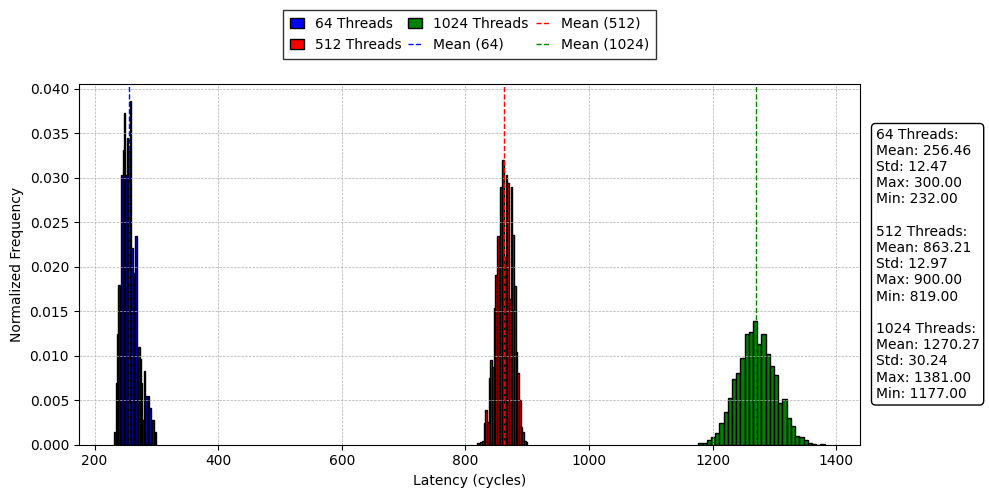 64 Threads
512 Threads
1024 Threads
Mean (64)
Mean (512)
Mean (1024)
0.040
0.035
0.030
0.025
0.020
0.015
0.010
0.005
0.000
Normalized Frequency
200
400
600
800
1000
1200
1400
Latency (cycles)
64 Threads:
Mean: 256.46
Std: 12.47
Max: 300.00
Min: 232.00
512 Threads:
Mean: 863.21
Std: 12.97
Max: 900.00
Min: 819.00
1024 Threads:
Mean: 1270.27
Std: 30.24
Max: 1381.00
Min: 1177.00